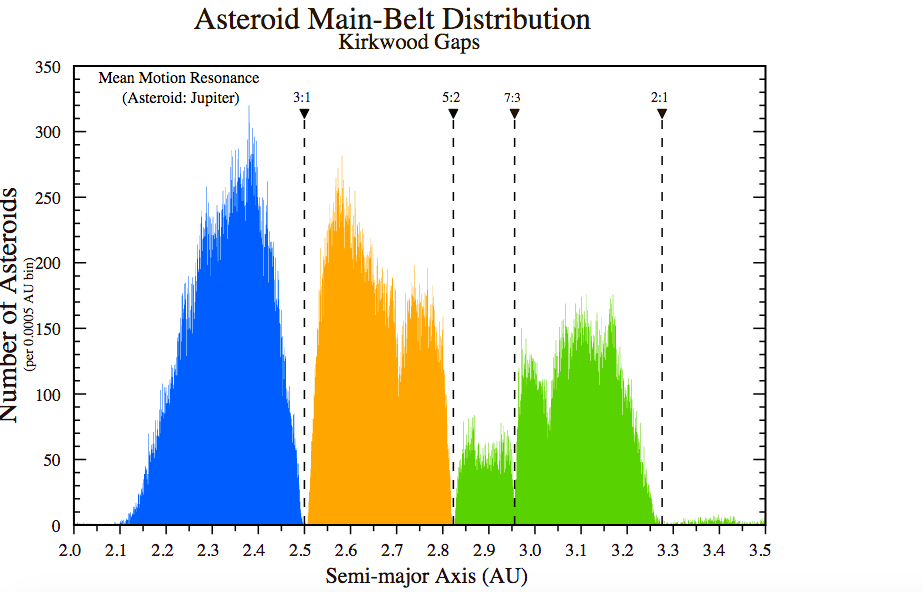 Asteroid Main-Belt Distribution
Kirkwood Gaps
Mean Motion Resonance
(Asteroid: Jupiter)
3:1
5:2
7:3
2:1
Number of Asteroids
(per 0.0005 AU bin)
350
300
250
200
150
100
50
0
2.0 2.1 2.2 2.3 2.4 2.5 2.6 2.7 2.8 2.9 3.0 3.1 3.2 3.3 3.4 3.5
Semi-major Axis (AU)